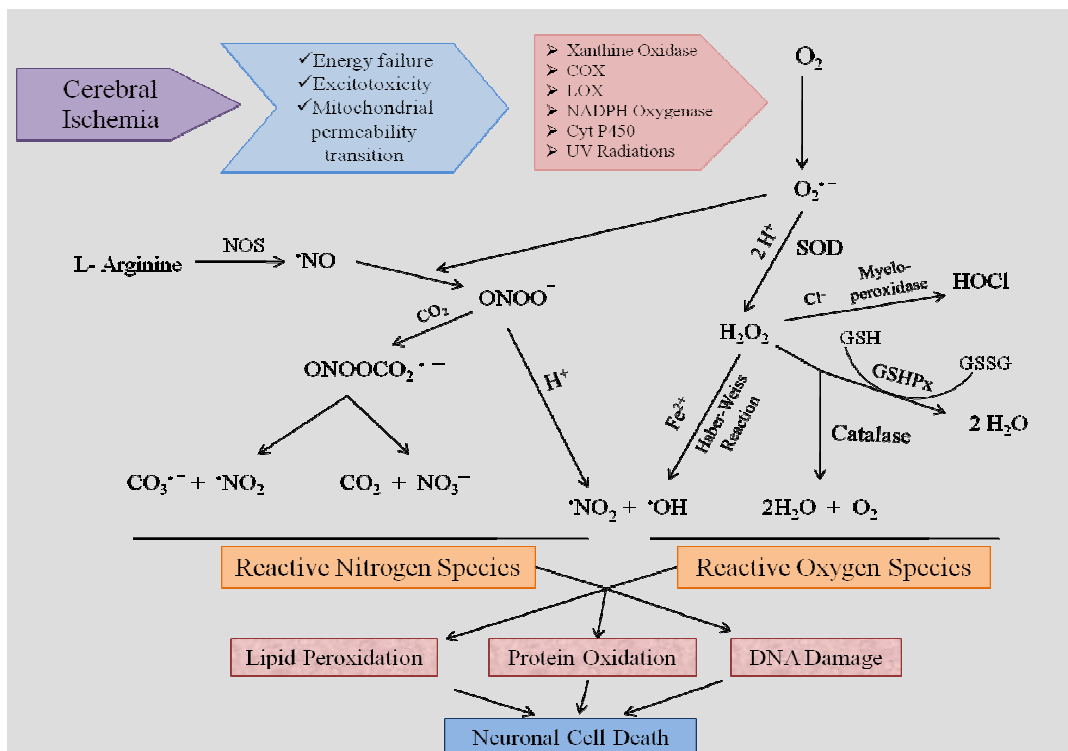 Cerebral
Ischemia
✓Energy failure
✓Excitotoxicity
✓Mitochondrial
permeability
transition
➢ Xanthine Oxidase
➢ COX
➢ LOX
➢ NADPH Oxygenase
➢ Cyt P450
➢ UV Radiations
O₂
O₂•−
2 H⁺
SOD
L- Arginine
NOS
•NO
ONOO⁻
CO₂
ONOOCO₂•−
H⁺
H₂O₂
Cl⁻
Myelo-
peroxidase
HOCl
GSH
GSHPx
GSSG
2 H₂O
Fe²⁺
Haber-Weiss
Reaction
Catalase
CO₃•− + •NO₂
CO₂ + NO₃⁻
•NO₂ + •OH
2H₂O + O₂
Reactive Nitrogen Species
Reactive Oxygen Species
Lipid Peroxidation
Protein Oxidation
DNA Damage
Neuronal Cell Death